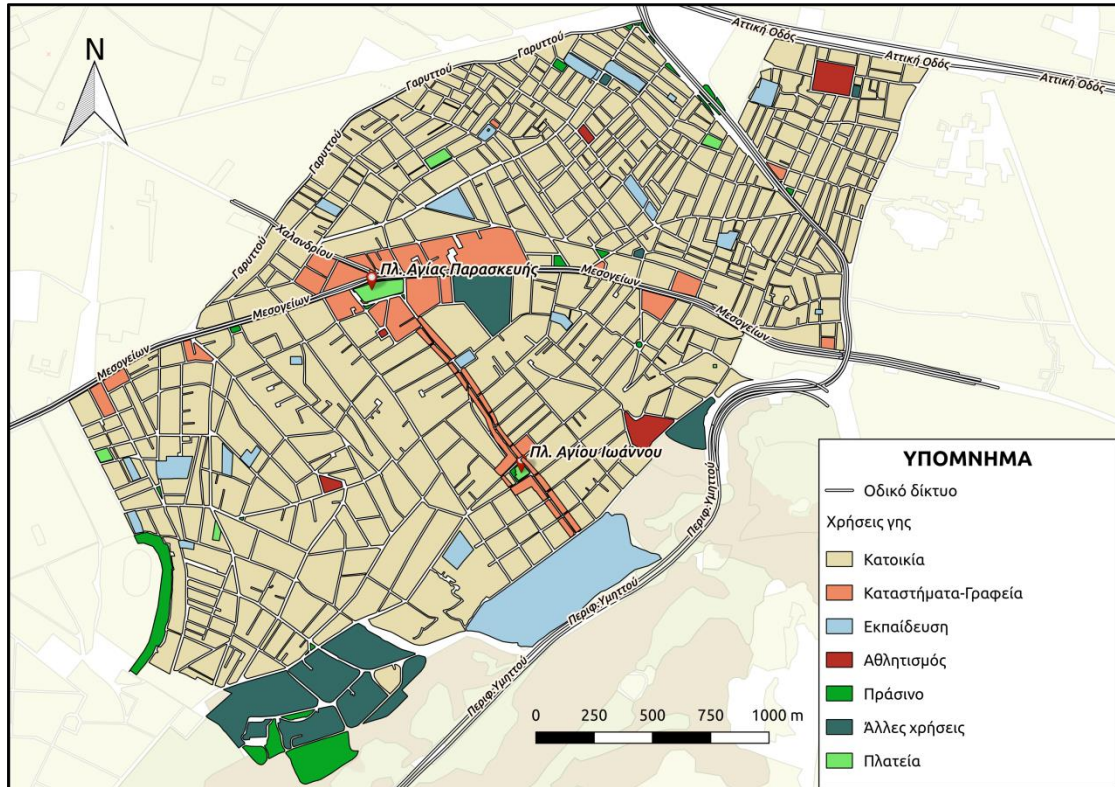 Αττική Οδός
Αττική Οδός
Αττική Οδός
Γαρυττού
Γαρυττού
Γαρυττού
Γαρυττού
N
Χαλανδρίου
Πλ. Αγίας Παρασκευής
Μεσογείων
Μεσογείων
Μεσογείων
Μεσογείων
Πλ. Αγίου Ιωάννου
Περιφ.Υμηττού
Περιφ.Υμηττού
Περιφ.Υμηττού
0 250 500 750 1000 m
ΥΠΟΜΝΗΜΑ
Οδικό δίκτυο
Χρήσεις γης
Κατοικία
Καταστήματα-Γραφεία
Εκπαίδευση
Αθλητισμός
Πράσινο
Άλλες χρήσεις
Πλατεία